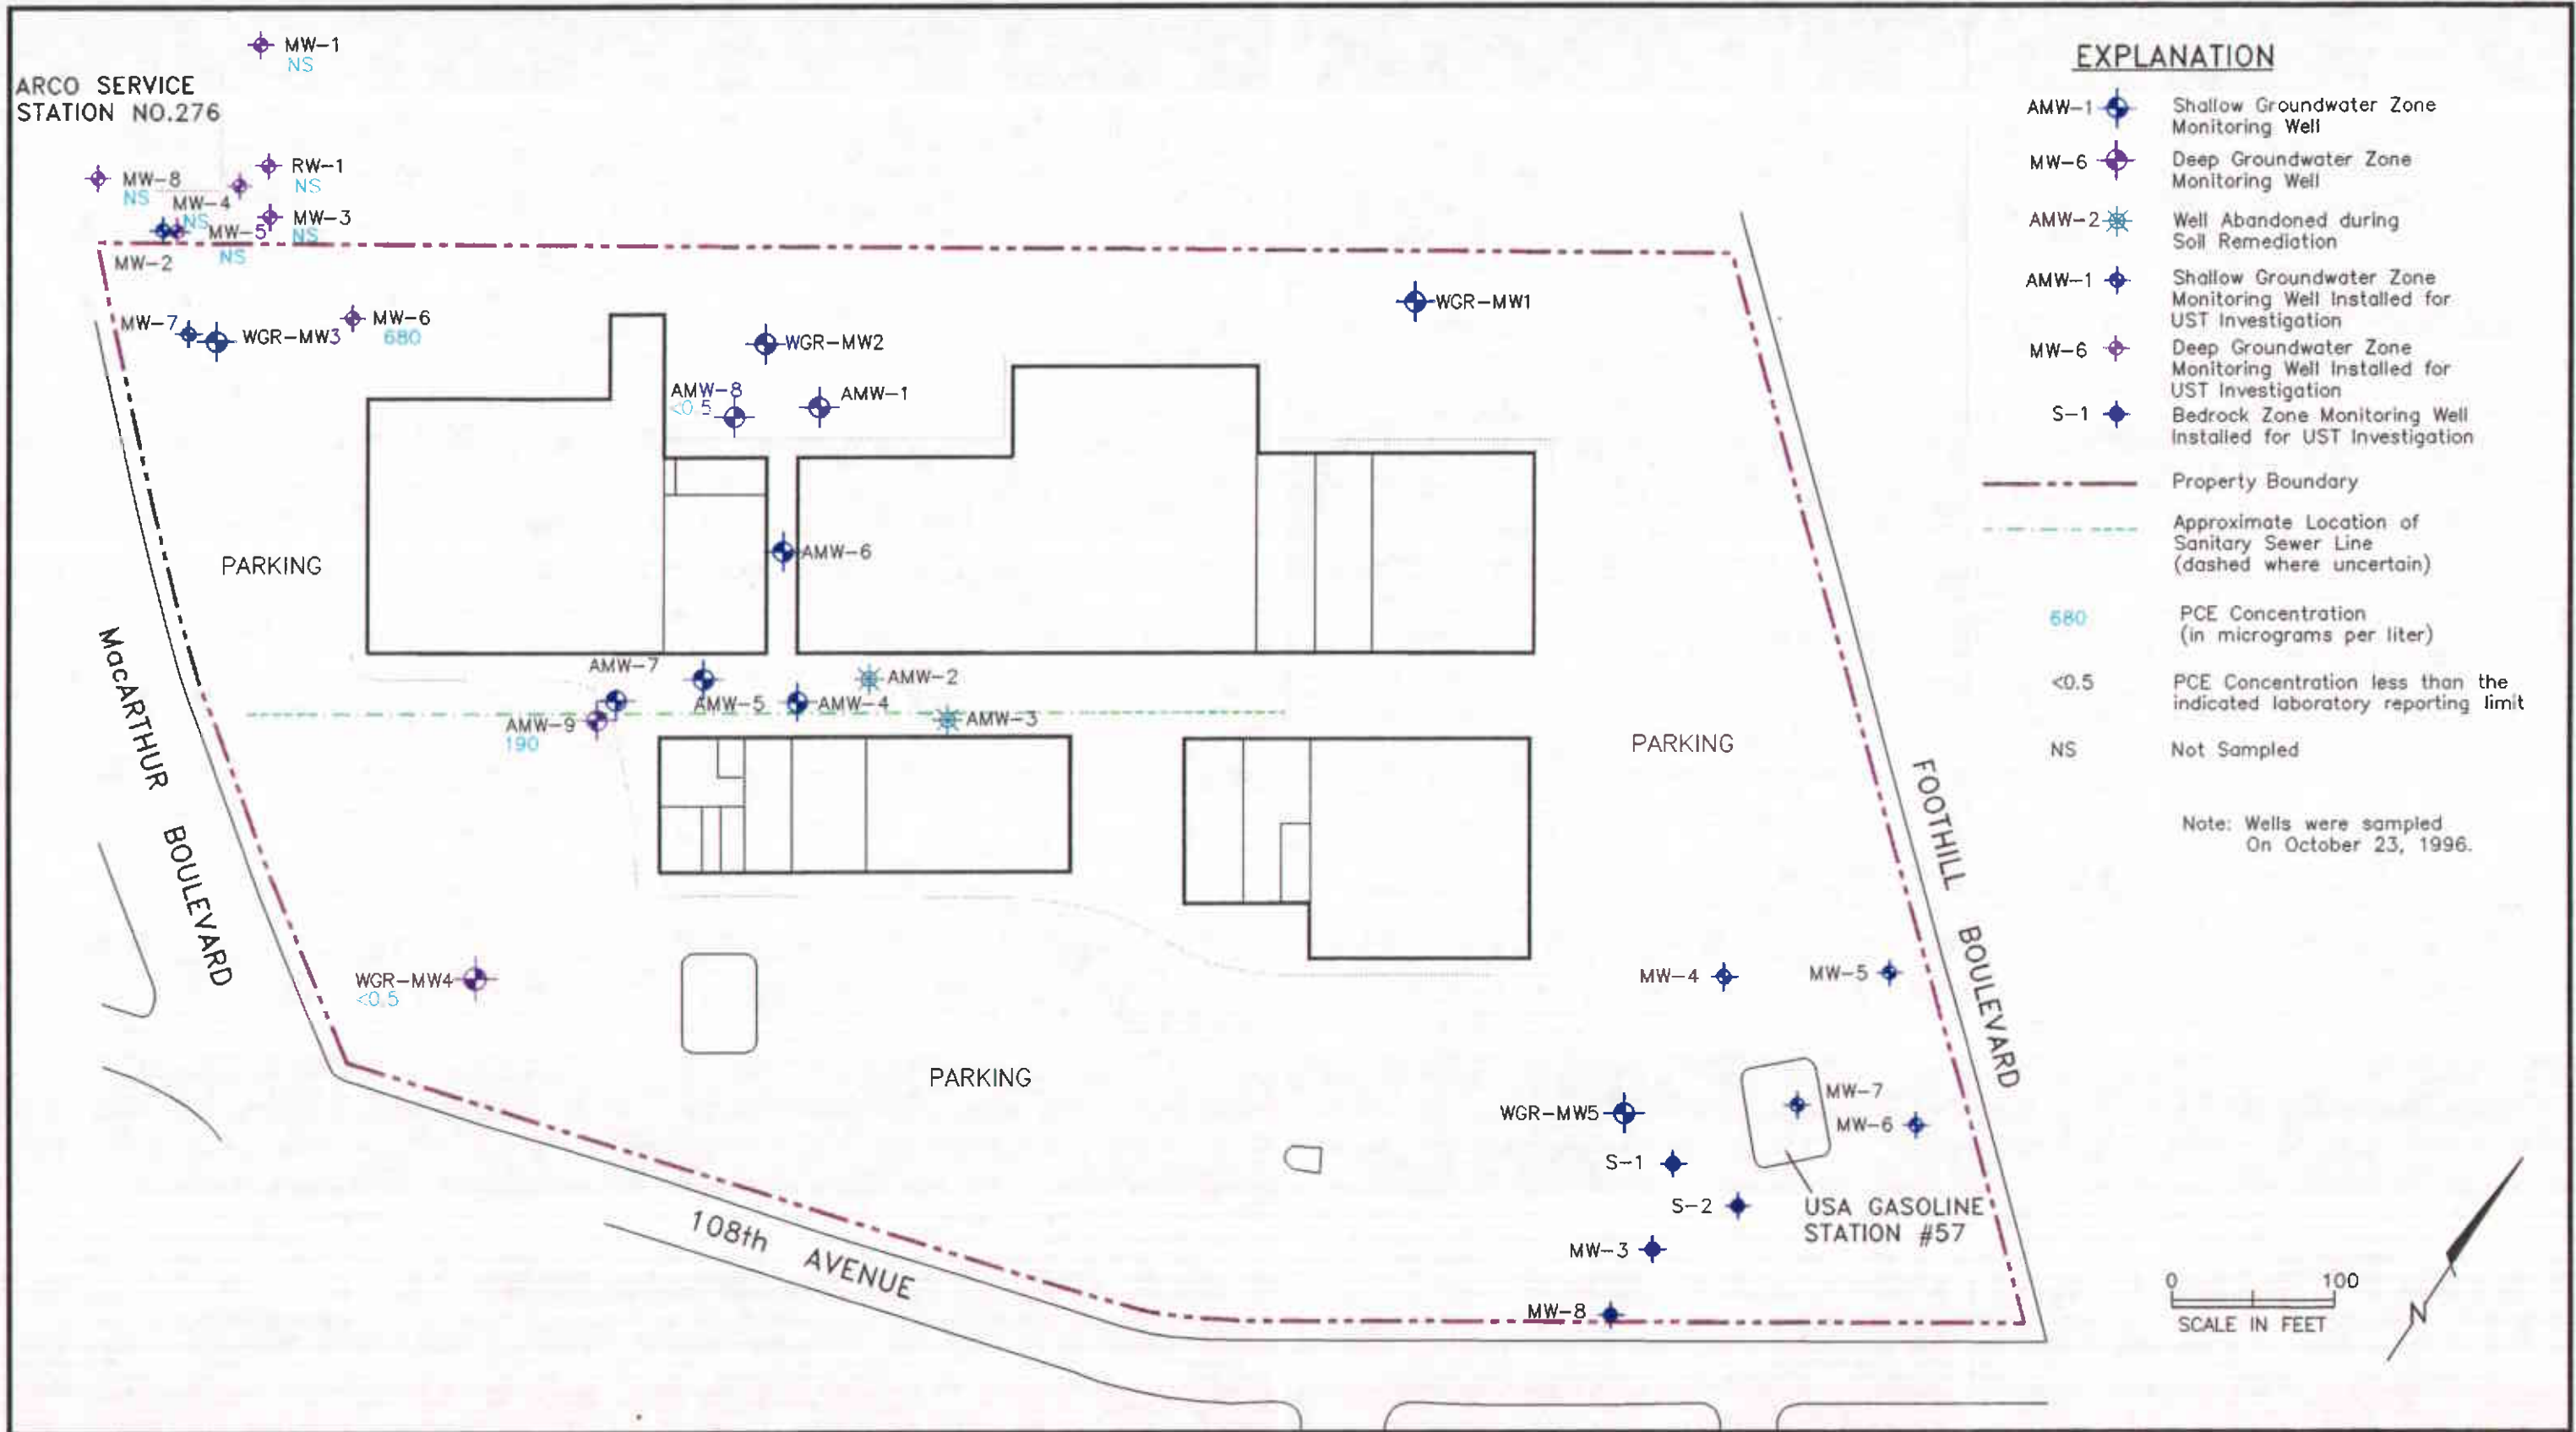 MW-1
NS
ARCO SERVICE
STATION NO.276
RW-1
NS
MW-8
NS
MW-4
NS
MW-3
NS
MW-5
NS
MW-2
MW-7
WGR-MW3
MW-6
680
WGR-MW2
WGR-MW1
AMW-8
<0.5
AMW-1
AMW-6
PARKING
MacARTHUR BOULEVARD
AMW-7
AMW-5
AMW-4
AMW-2
AMW-3
AMW-9
190
PARKING
FOOTHILL BOULEVARD
WGR-MW4
<0.5
MW-4
MW-5
PARKING
WGR-MW5
MW-7
MW-6
S-1
S-2
USA GASOLINE
STATION #57
MW-3
MW-8
108th AVENUE
EXPLANATION
AMW-1
Shallow Groundwater Zone
Monitoring Well
MW-6
Deep Groundwater Zone
Monitoring Well
AMW-2
Well Abandoned during
Soil Remediation
AMW-1
Shallow Groundwater Zone
Monitoring Well Installed for
UST Investigation
MW-6
Deep Groundwater Zone
Monitoring Well Installed for
UST Investigation
S-1
Bedrock Zone Monitoring Well
Installed for UST Investigation
Property Boundary
Approximate Location of
Sanitary Sewer Line
(dashed where uncertain)
680
PCE Concentration
(in micrograms per liter)
<0.5
PCE Concentration less than the
indicated laboratory reporting limit
NS
Not Sampled
Note: Wells were sampled
On October 23, 1996.
0 100
SCALE IN FEET
N